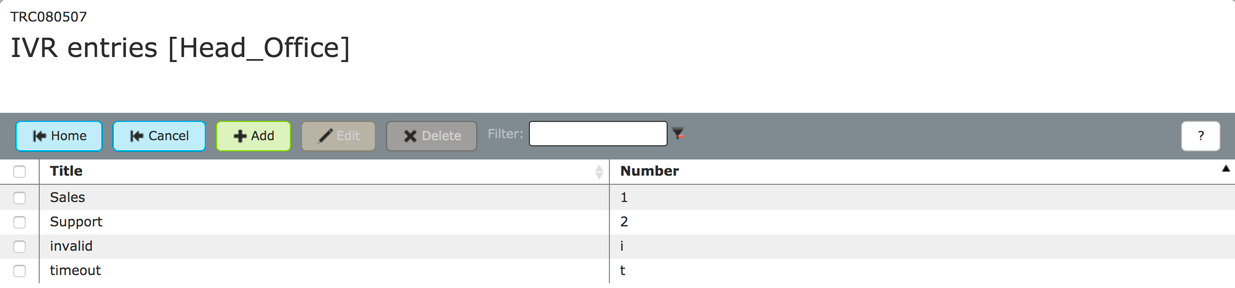 TRC080507
IVR entries [Head_Office]
Home Cancel Add Edit Delete Filter: ?
Title Number
Sales 1
Support 2
invalid i
timeout t